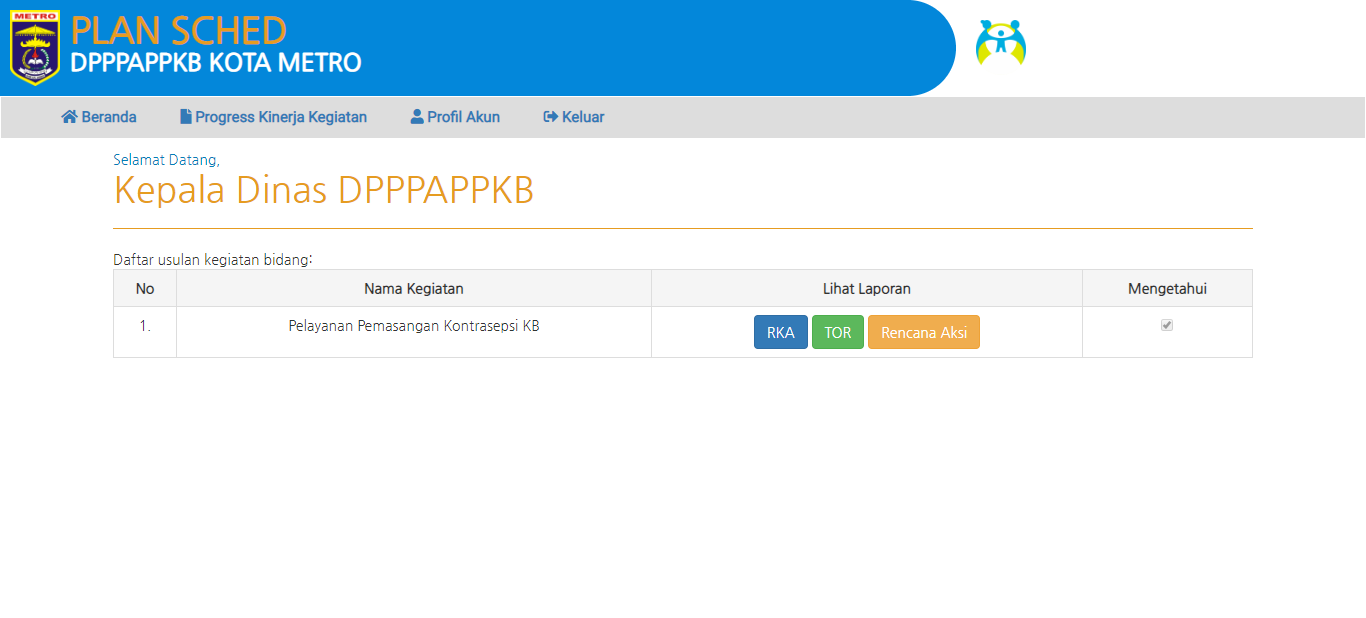 METRO
PLAN SCHED
DPPPAPPKB KOTA METRO
Beranda Progress Kinerja Kegiatan Profil Akun Keluar
Selamat Datang,
Kepala Dinas DPPPAPPKB
Daftar usulan kegiatan bidang:
No Nama Kegiatan Lihat Laporan Mengetahui
1. Pelayanan Pemasangan Kontrasepsi KB RKA TOR Rencana Aksi